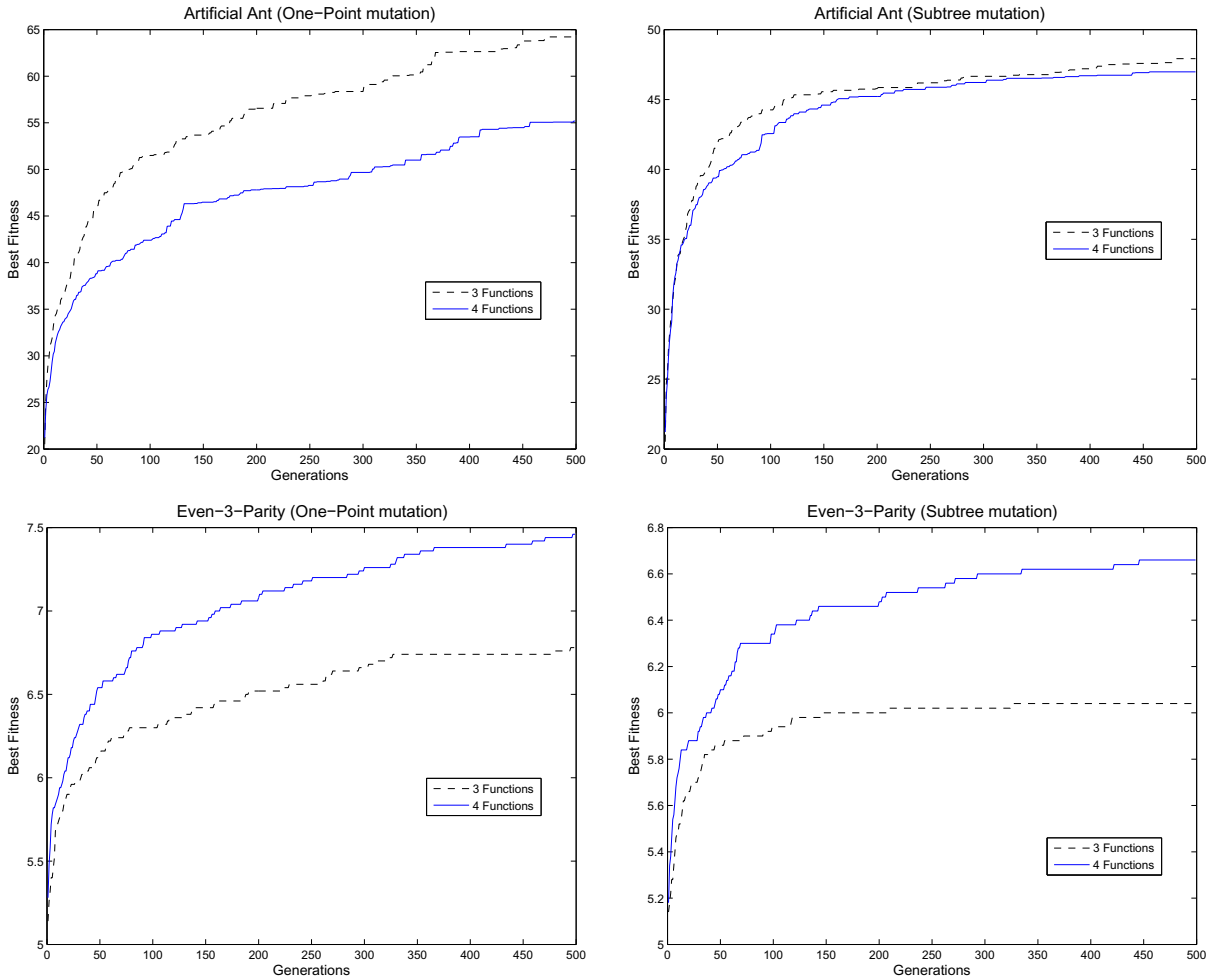 Artificial Ant (One−Point mutation)
65
60
55
50
45
40
35
30
25
20
Best Fitness
3 Functions
4 Functions
0 50 100 150 200 250 300 350 400 450 500
Generations
Artificial Ant (Subtree mutation)
50
45
40
35
30
25
20
Best Fitness
3 Functions
4 Functions
0 50 100 150 200 250 300 350 400 450 500
Generations
Even−3−Parity (One−Point mutation)
7.5
7
6.5
6
5.5
5
Best Fitness
3 Functions
4 Functions
0 50 100 150 200 250 300 350 400 450 500
Generations
Even−3−Parity (Subtree mutation)
6.8
6.6
6.4
6.2
6
5.8
5.6
5.4
5.2
5
Best Fitness
3 Functions
4 Functions
0 50 100 150 200 250 300 350 400 450 500
Generations